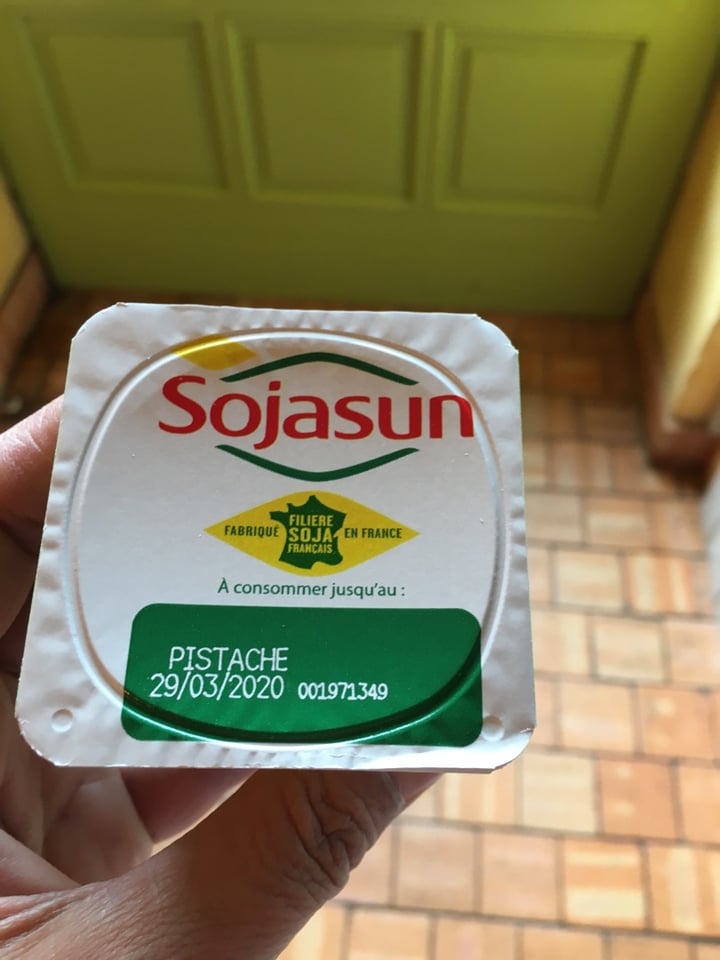 Sojasun
FABRIQUÉ FILIERE SOJA FRANÇAIS EN FRANCE
À consommer jusqu'au :
PISTACHE
29/03/2020 001971349